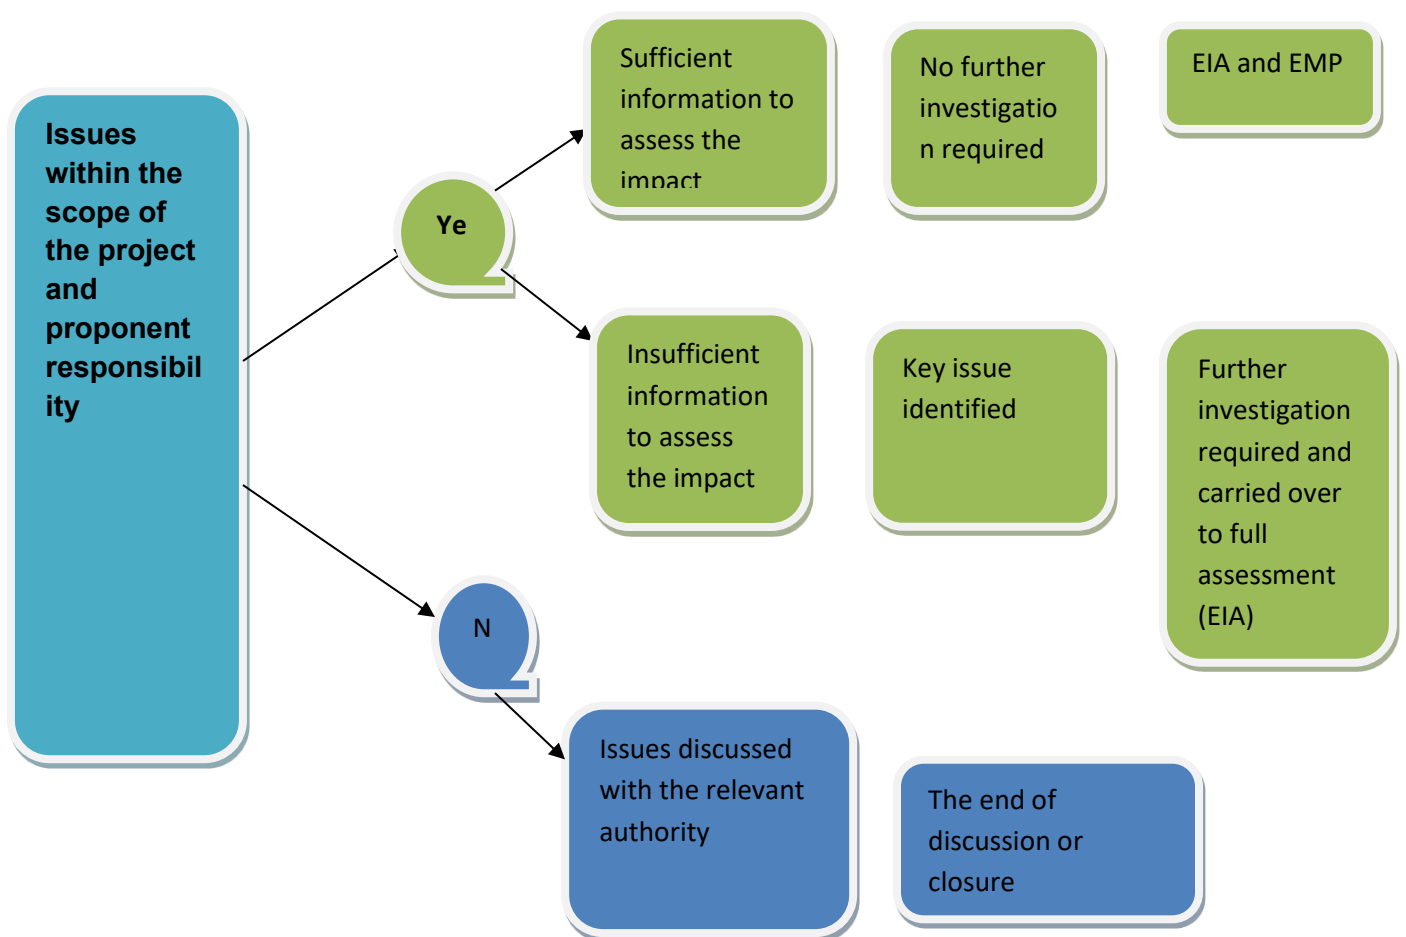 Issues
within the
scope of
the project
and
proponent
responsibil
ity
Ye
Sufficient
information to
assess the
impact
No further
investigatio
n required
EIA and EMP
Insufficient
information
to assess
the impact
Key issue
identified
Further
investigation
required and
carried over
to full
assessment
(EIA)
N
Issues discussed
with the relevant
authority
The end of
discussion or
closure